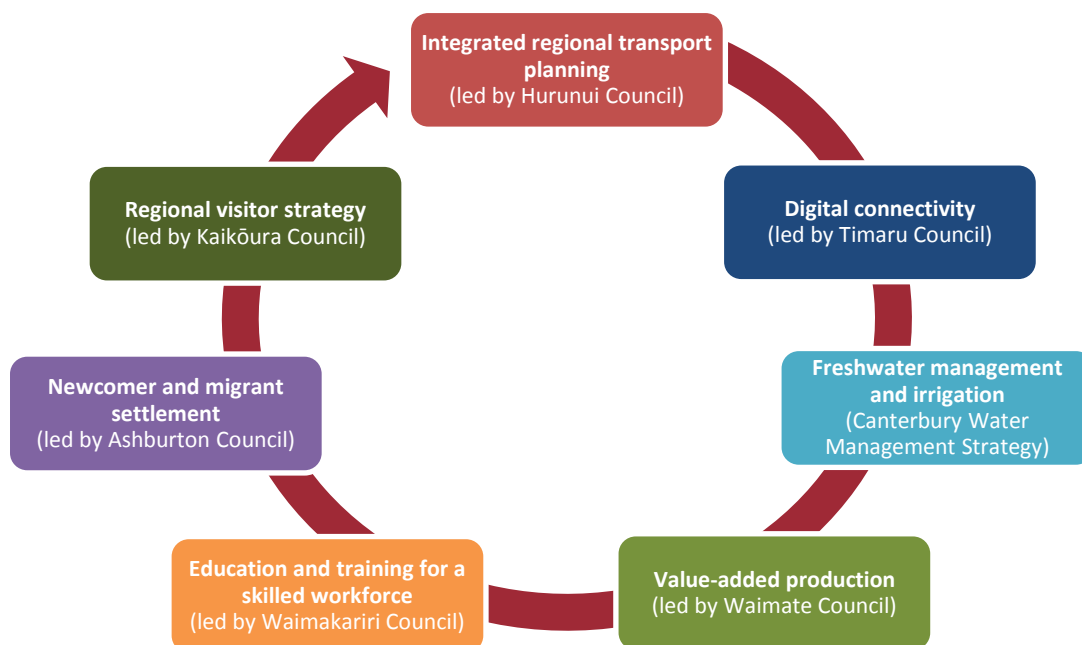 Integrated regional transport
planning
(led by Hurunui Council)
Digital connectivity
(led by Timaru Council)
Freshwater management
and irrigation
(Canterbury Water
Management Strategy)
Value-added production
(led by Waimate Council)
Education and training for a
skilled workforce
(led by Waimakariri Council)
Newcomer and migrant
settlement
(led by Ashburton Council)
Regional visitor strategy
(led by Kaikōura Council)